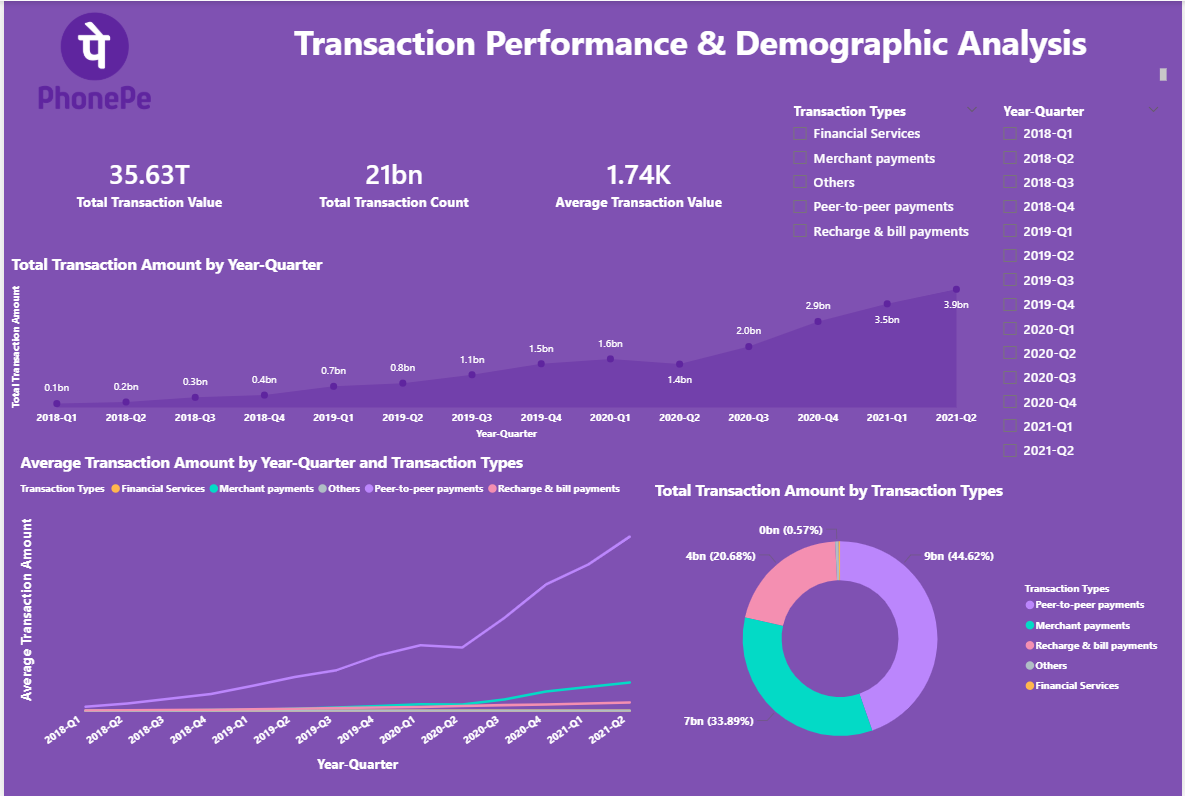 पे
PhonePe
Transaction Performance & Demographic Analysis
35.63T
Total Transaction Value
21bn
Total Transaction Count
1.74K
Average Transaction Value
Transaction Types
Financial Services
Merchant payments
Others
Peer-to-peer payments
Recharge & bill payments
Year-Quarter
2018-Q1
2018-Q2
2018-Q3
2018-Q4
2019-Q1
2019-Q2
2019-Q3
2019-Q4
2020-Q1
2020-Q2
2020-Q3
2020-Q4
2021-Q1
2021-Q2
Total Transaction Amount by Year-Quarter
Total Transaction Amount
0.1bn 0.2bn 0.3bn 0.4bn 0.7bn 0.8bn 1.1bn 1.5bn 1.6bn 1.4bn 2.0bn 2.9bn 3.5bn 3.9bn
2018-Q1 2018-Q2 2018-Q3 2018-Q4 2019-Q1 2019-Q2 2019-Q3 2019-Q4 2020-Q1 2020-Q2 2020-Q3 2020-Q4 2021-Q1 2021-Q2
Year-Quarter
Average Transaction Amount by Year-Quarter and Transaction Types
Transaction Types Financial Services Merchant payments Others Peer-to-peer payments Recharge & bill payments
Average Transaction Amount
2018-Q1 2018-Q2 2018-Q3 2018-Q4 2019-Q1 2019-Q2 2019-Q3 2019-Q4 2020-Q1 2020-Q2 2020-Q3 2020-Q4 2021-Q1 2021-Q2
Year-Quarter
Total Transaction Amount by Transaction Types
0bn (0.57%)
4bn (20.68%)
9bn (44.62%)
7bn (33.89%)
Transaction Types
Peer-to-peer payments
Merchant payments
Recharge & bill payments
Others
Financial Services